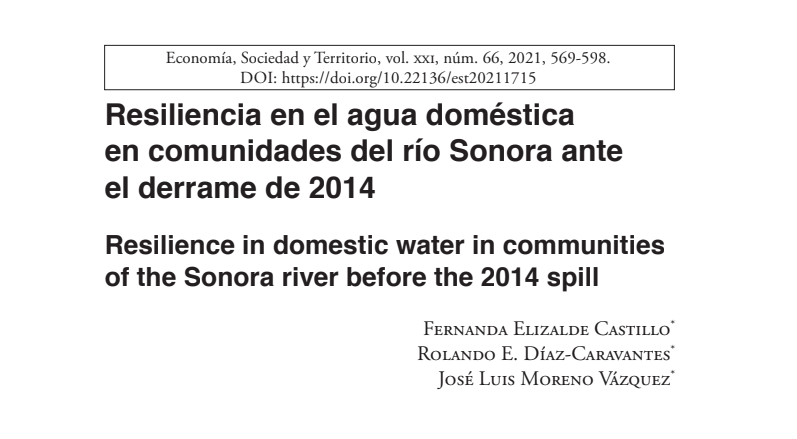 Economía, Sociedad y Territorio, vol. XXI, núm. 66, 2021, 569-598.
DOI: https://doi.org/10.22136/est20211715
Resiliencia en el agua doméstica
en comunidades del río Sonora ante
el derrame de 2014
Resilience in domestic water in communities
of the Sonora river before the 2014 spill
Fernanda Elizalde Castillo*
Rolando E. Díaz-Caravantes*
José Luis Moreno Vázquez*